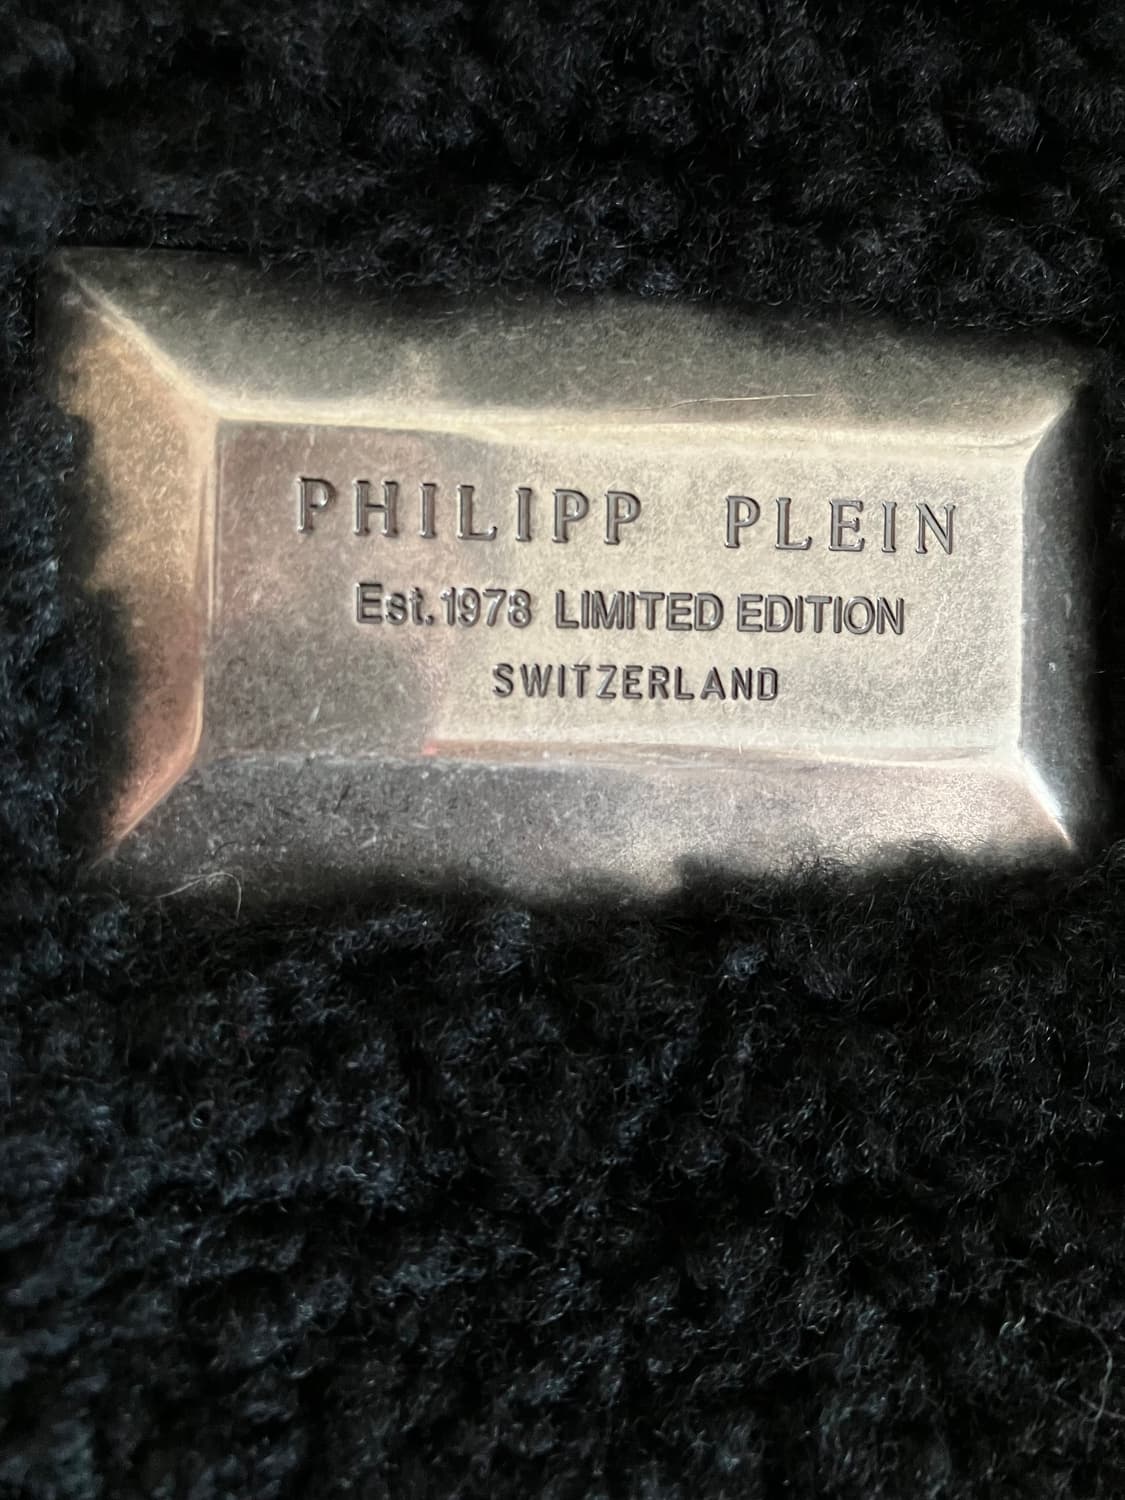 PHILIPP PLEIN
Est.1978 LIMITED EDITION
SWITZERLAND